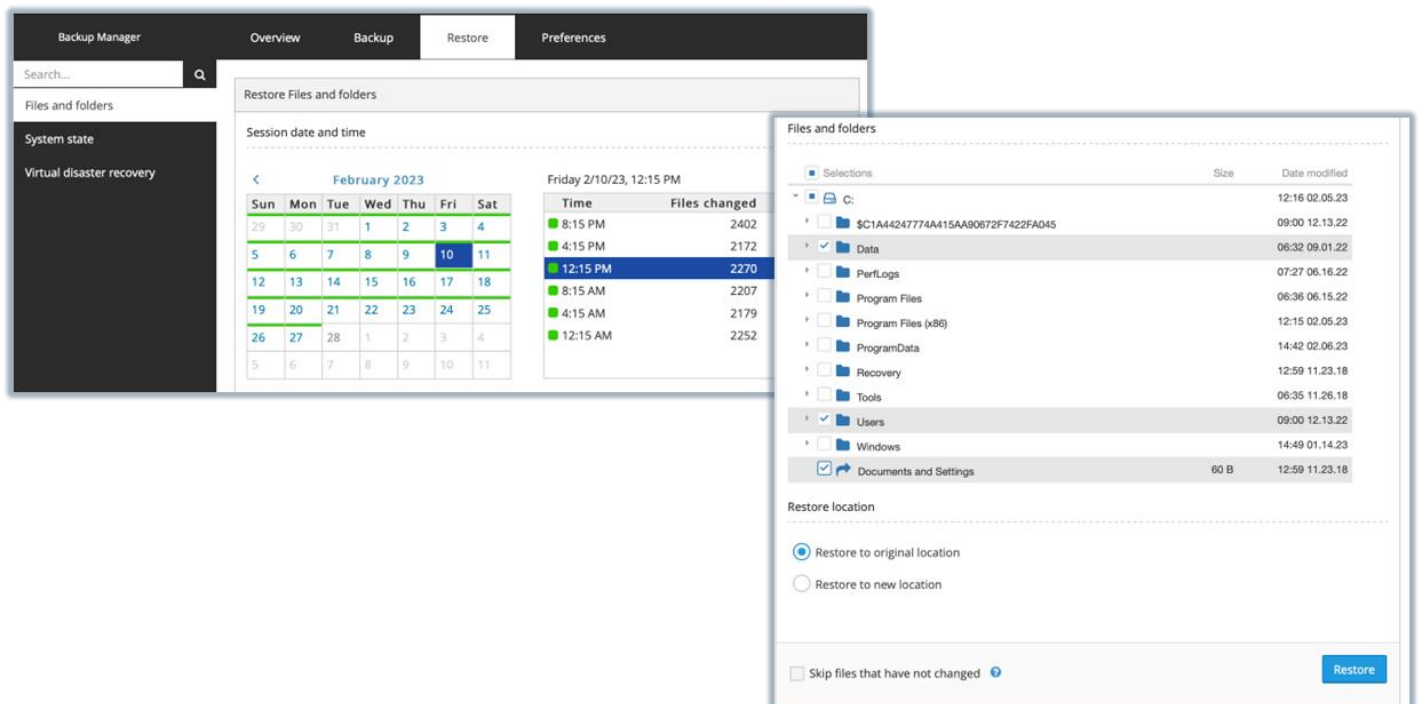 Backup Manager Overview Backup Restore Preferences
Search...
Files and folders
System state
Virtual disaster recovery
Restore Files and folders
Session date and time
February 2023
Sun Mon Tue Wed Thu Fri Sat
29 30 31 1 2 3 4
5 6 7 8 9 10 11
12 13 14 15 16 17 18
19 20 21 22 23 24 25
26 27 28 1 2 3 4
5 6 7 8 9 10 11
Friday 2/10/23, 12:15 PM
Time Files changed
8:15 PM 2402
4:15 PM 2172
12:15 PM 2270
8:15 AM 2207
4:15 AM 2179
12:15 AM 2252
Files and folders
Selections Size Date modified
C: 12:16 02.05.23
$C1A44247774A415AA90672F7422FA045 09:00 12.13.22
Data 06:32 09.01.22
PerfLogs 07:27 06.16.22
Program Files 06:36 06.15.22
Program Files (x86) 12:15 02.05.23
ProgramData 14:42 02.06.23
Recovery 12:59 11.23.18
Tools 06:35 11.26.18
Users 09:00 12.13.22
Windows 14:49 01.14.23
Documents and Settings 60 B 12:59 11.23.18
Restore location
Restore to original location
Restore to new location
Skip files that have not changed ?
Restore